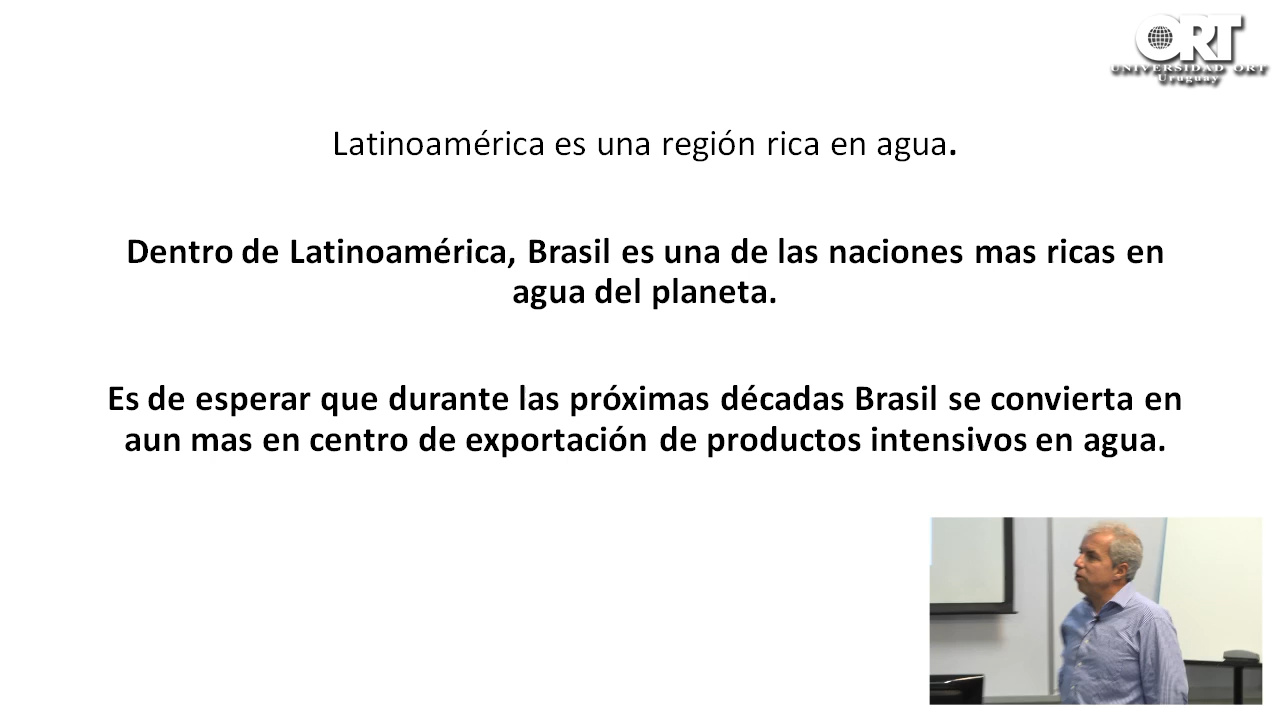 ORT
UNIVERSIDAD ORT
Uruguay
Latinoamérica es una región rica en agua.
Dentro de Latinoamérica, Brasil es una de las naciones mas ricas en
agua del planeta.
Es de esperar que durante las próximas décadas Brasil se convierta en
aun mas en centro de exportación de productos intensivos en agua.